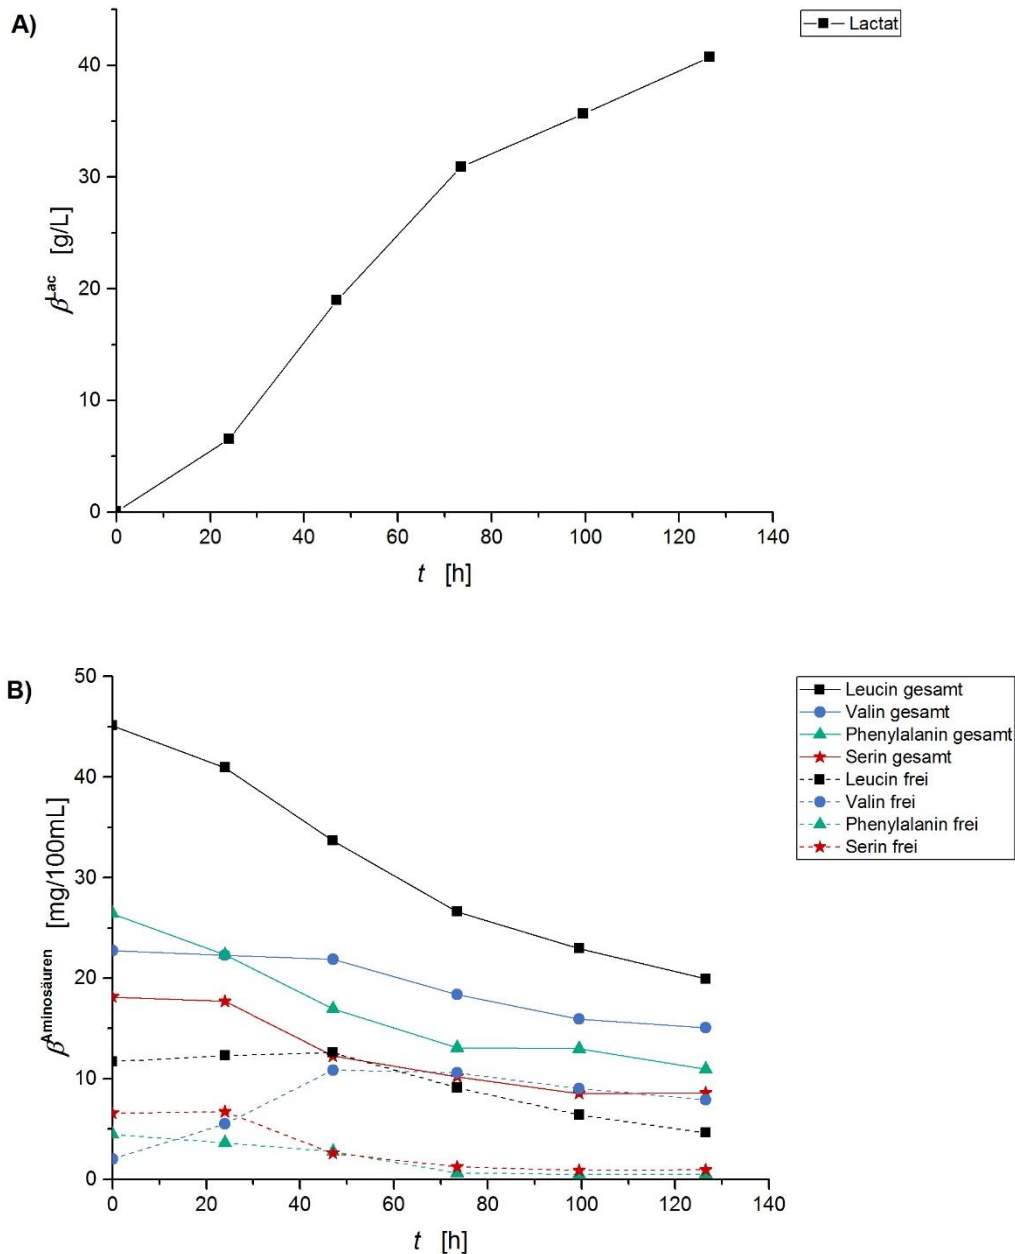 A)
Lactat
40
30
20
10
0
β^Lac [g/L]
0 20 40 60 80 100 120 140
t [h]
B)
50
40
30
20
10
0
β^Aminosäuren [mg/100mL]
Leucin gesamt
Valin gesamt
Phenylalanin gesamt
Serin gesamt
Leucin frei
Valin frei
Phenylalanin frei
Serin frei
0 20 40 60 80 100 120 140
t [h]